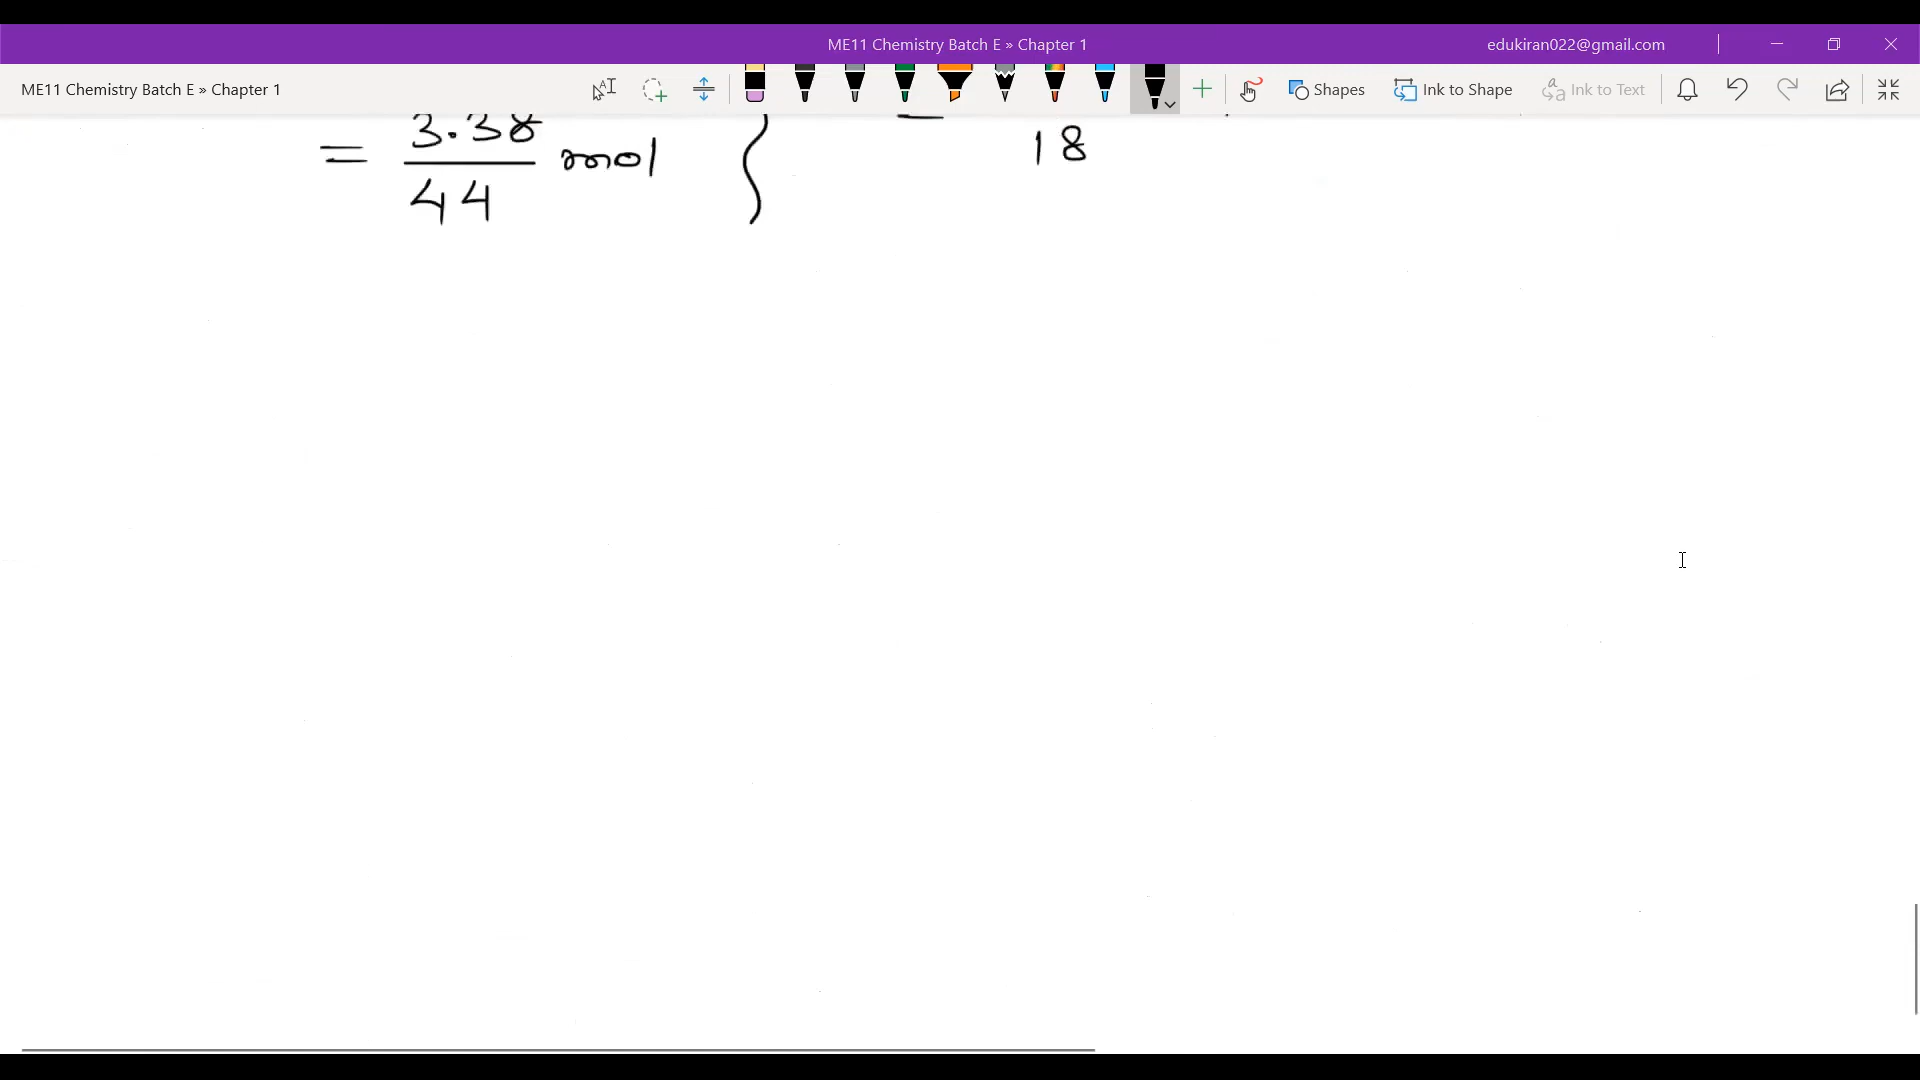 ME11 Chemistry Batch E » Chapter 1
edukiran022@gmail.com
ME11 Chemistry Batch E » Chapter 1
Shapes
Ink to Shape
Ink to Text
= 3.38 mol
44
18